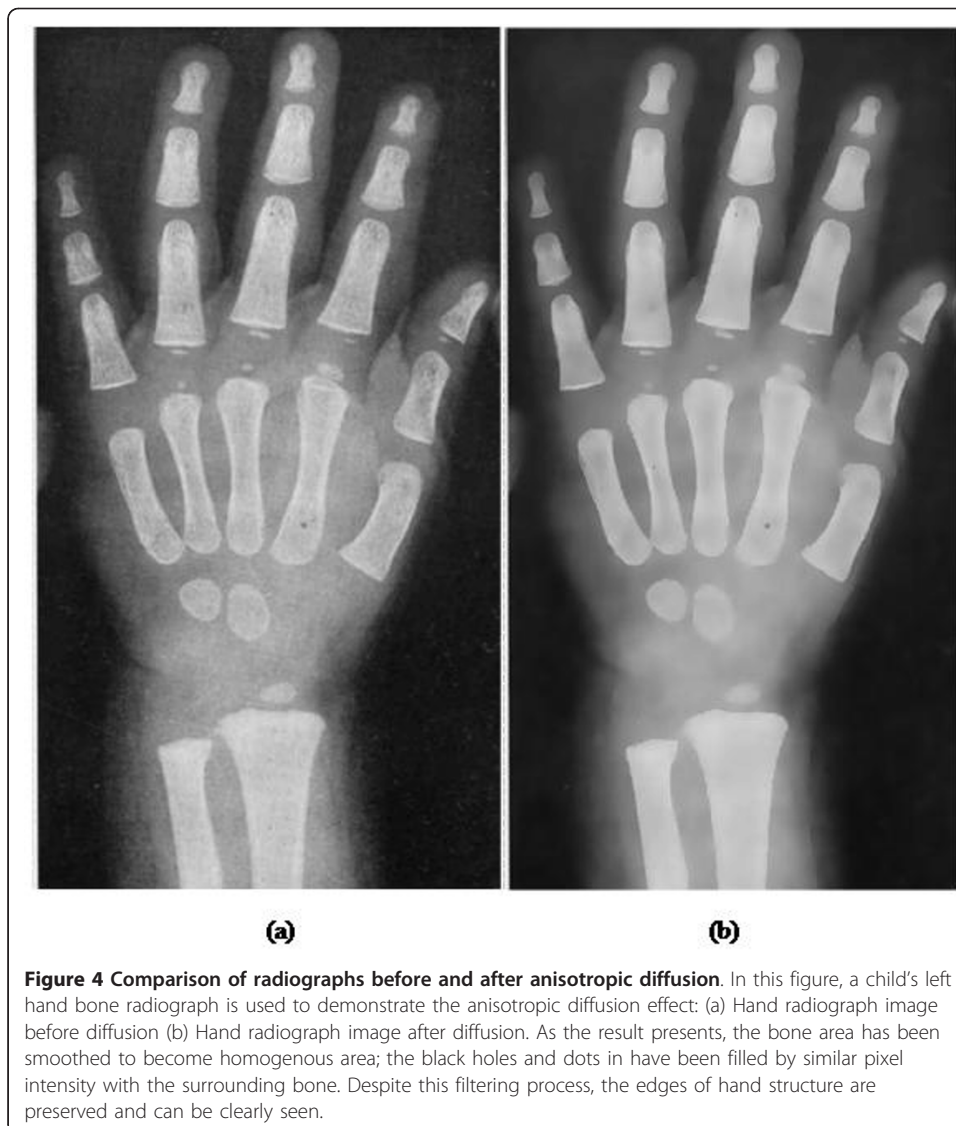 (a) (b)
Figure 4 Comparison of radiographs before and after anisotropic diffusion. In this figure, a child's left
hand bone radiograph is used to demonstrate the anisotropic diffusion effect: (a) Hand radiograph image
before diffusion (b) Hand radiograph image after diffusion. As the result presents, the bone area has been
smoothed to become homogenous area; the black holes and dots in have been filled by similar pixel
intensity with the surrounding bone. Despite this filtering process, the edges of hand structure are
preserved and can be clearly seen.